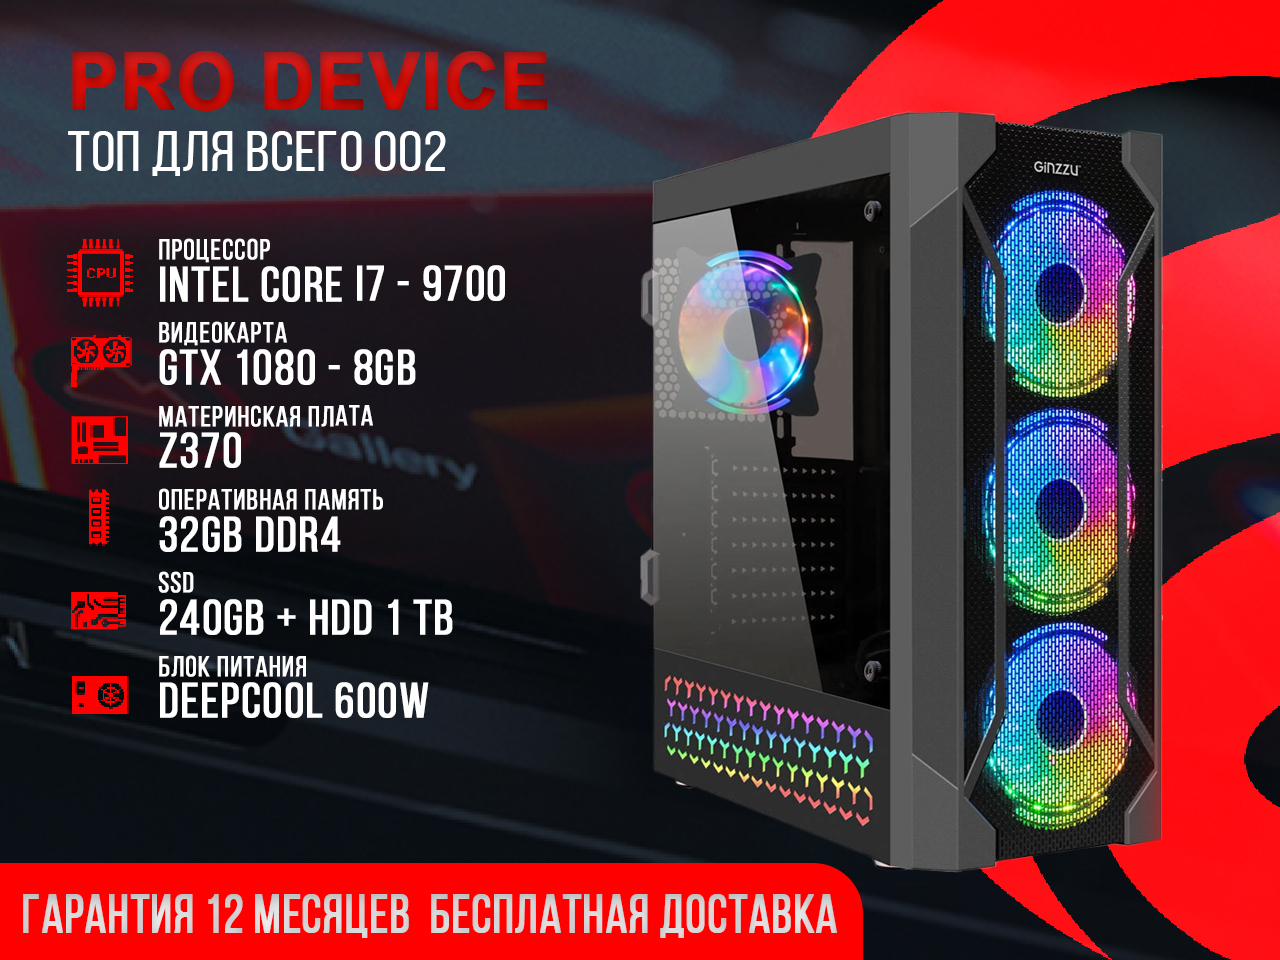 PRO DEVICE
ТОП ДЛЯ ВСЕГО 002
GiNZZU
CPU
ПРОЦЕССОР
INTEL CORE I7 - 9700
ВИДЕОКАРТА
GTX 1080 - 8GB
МАТЕРИНСКАЯ ПЛАТА
Z370
Gallery
ОПЕРАТИВНАЯ ПАМЯТЬ
32GB DDR4
SSD
240GB + HDD 1 TB
БЛОК ПИТАНИЯ
DEEPCOOL 600W
ГАРАНТИЯ 12 МЕСЯЦЕВ БЕСПЛАТНАЯ ДОСТАВКА